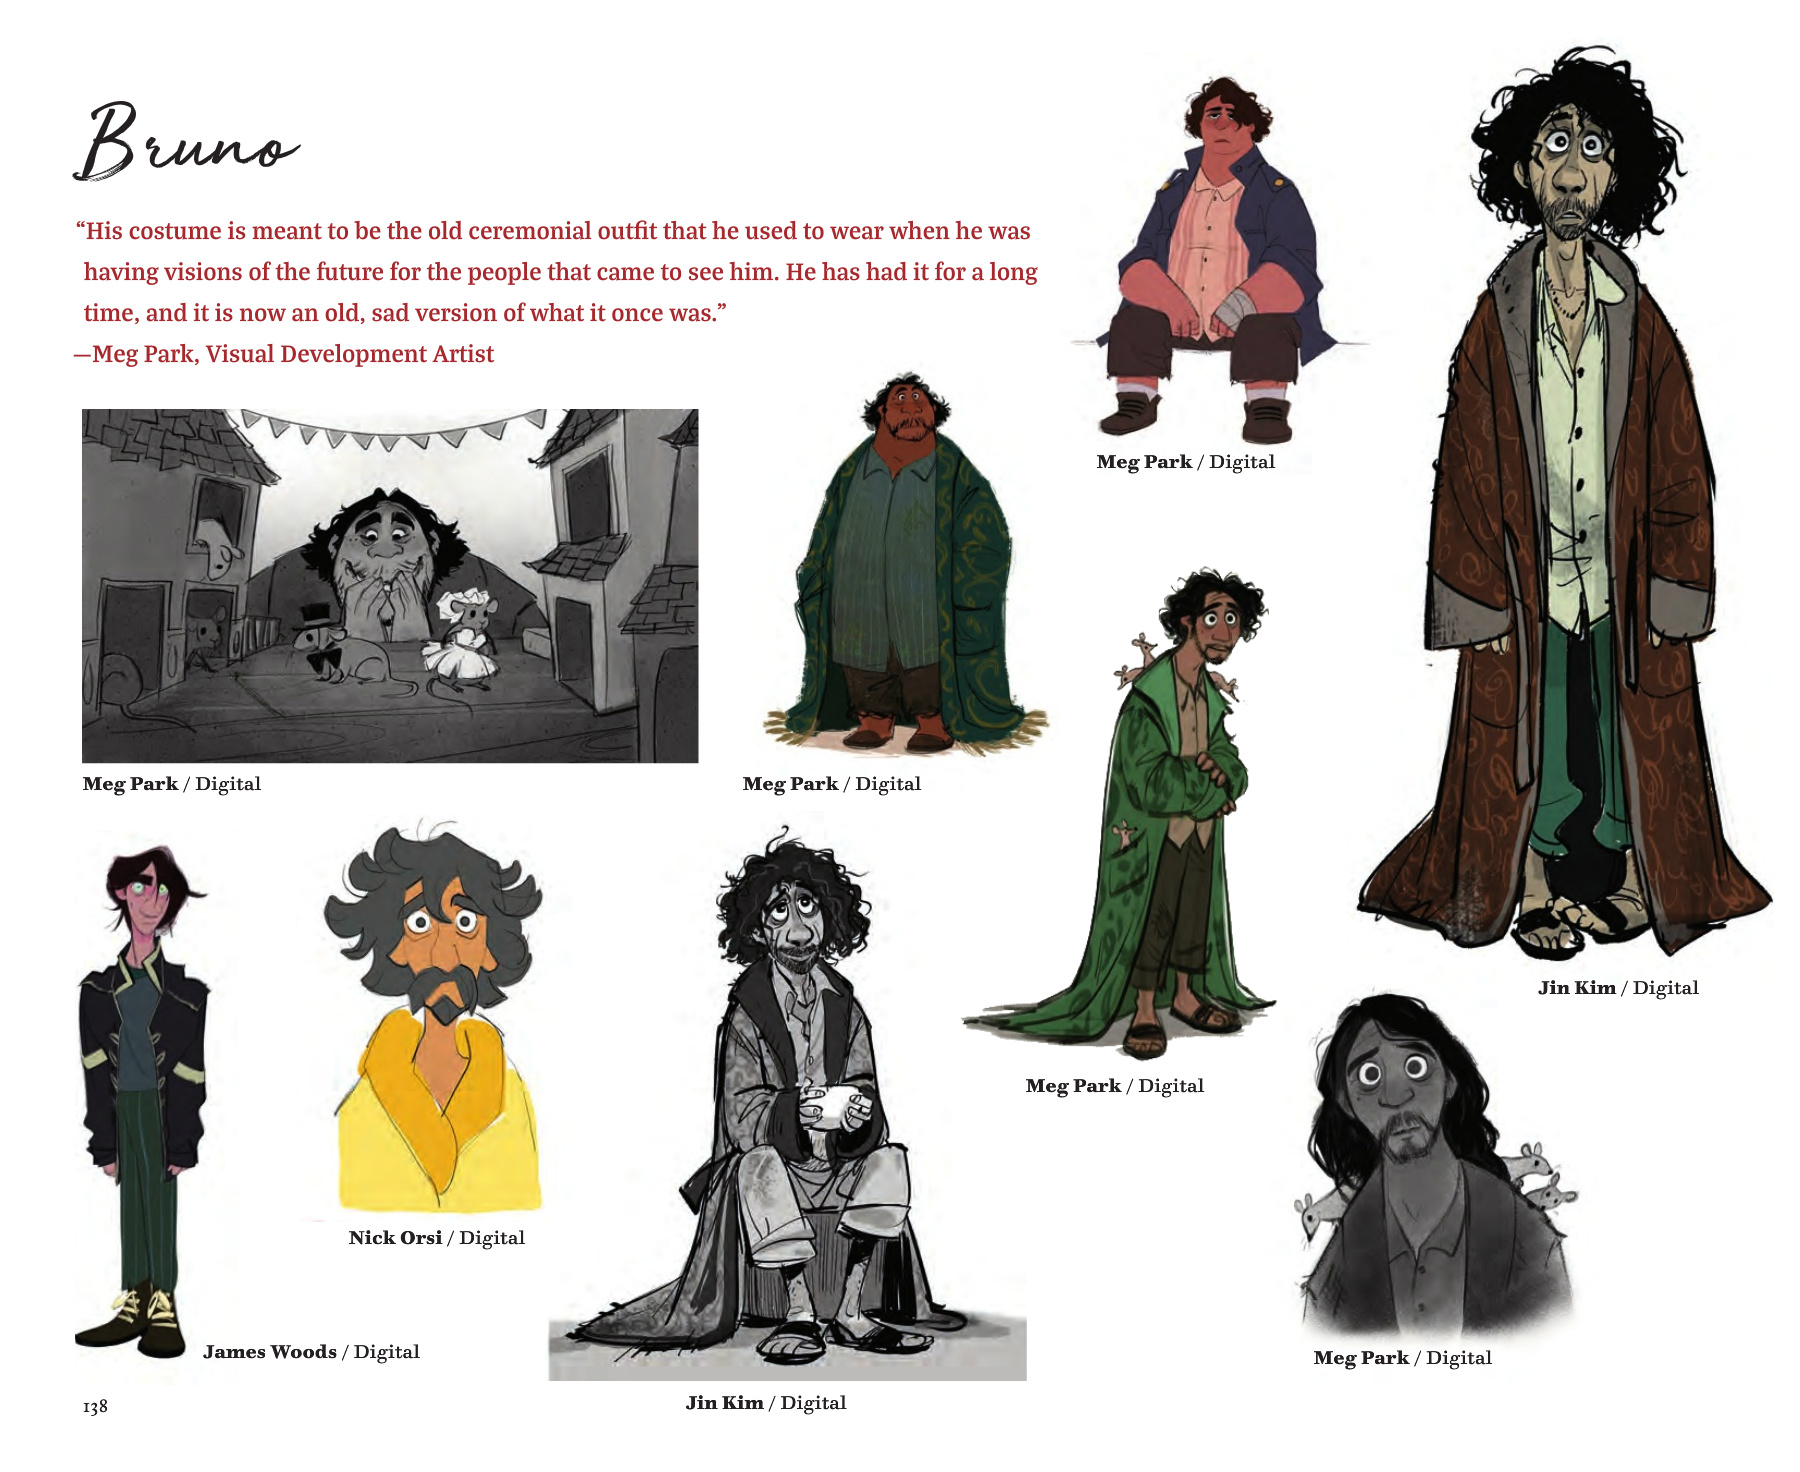 Bruno
“His costume is meant to be the old ceremonial outfit that he used to wear when he was
having visions of the future for the people that came to see him. He has had it for a long
time, and it is now an old, sad version of what it once was.”
—Meg Park, Visual Development Artist
Meg Park / Digital
Meg Park / Digital
Meg Park / Digital
Jin Kim / Digital
Meg Park / Digital
Nick Orsi / Digital
James Woods / Digital
Meg Park / Digital
Jin Kim / Digital
138